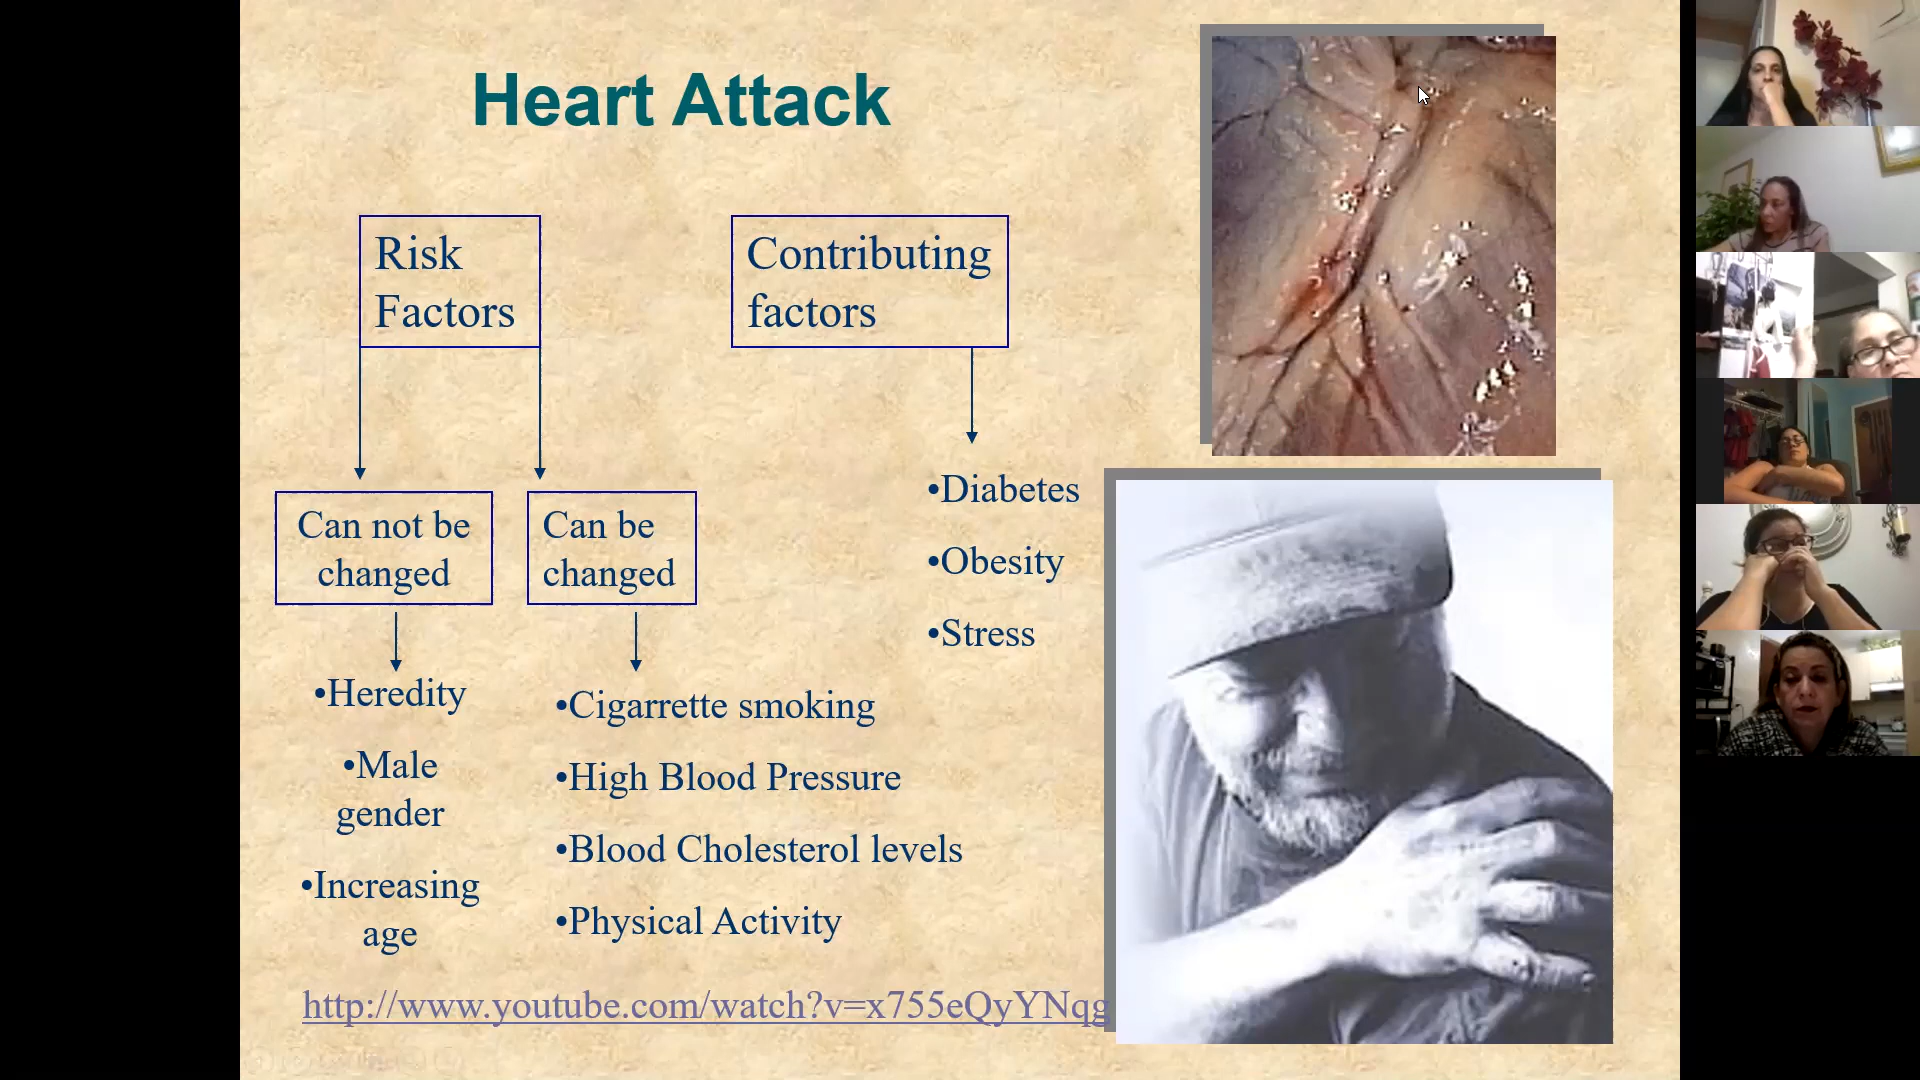 Heart Attack
Risk
Factors
Contributing
factors
Can not be
changed
Can be
changed
•Diabetes
•Obesity
•Stress
•Heredity
•Male
gender
•Increasing
age
•Cigarrette smoking
•High Blood Pressure
•Blood Cholesterol levels
•Physical Activity
http://www.youtube.com/watch?v=x755eQyYNqg